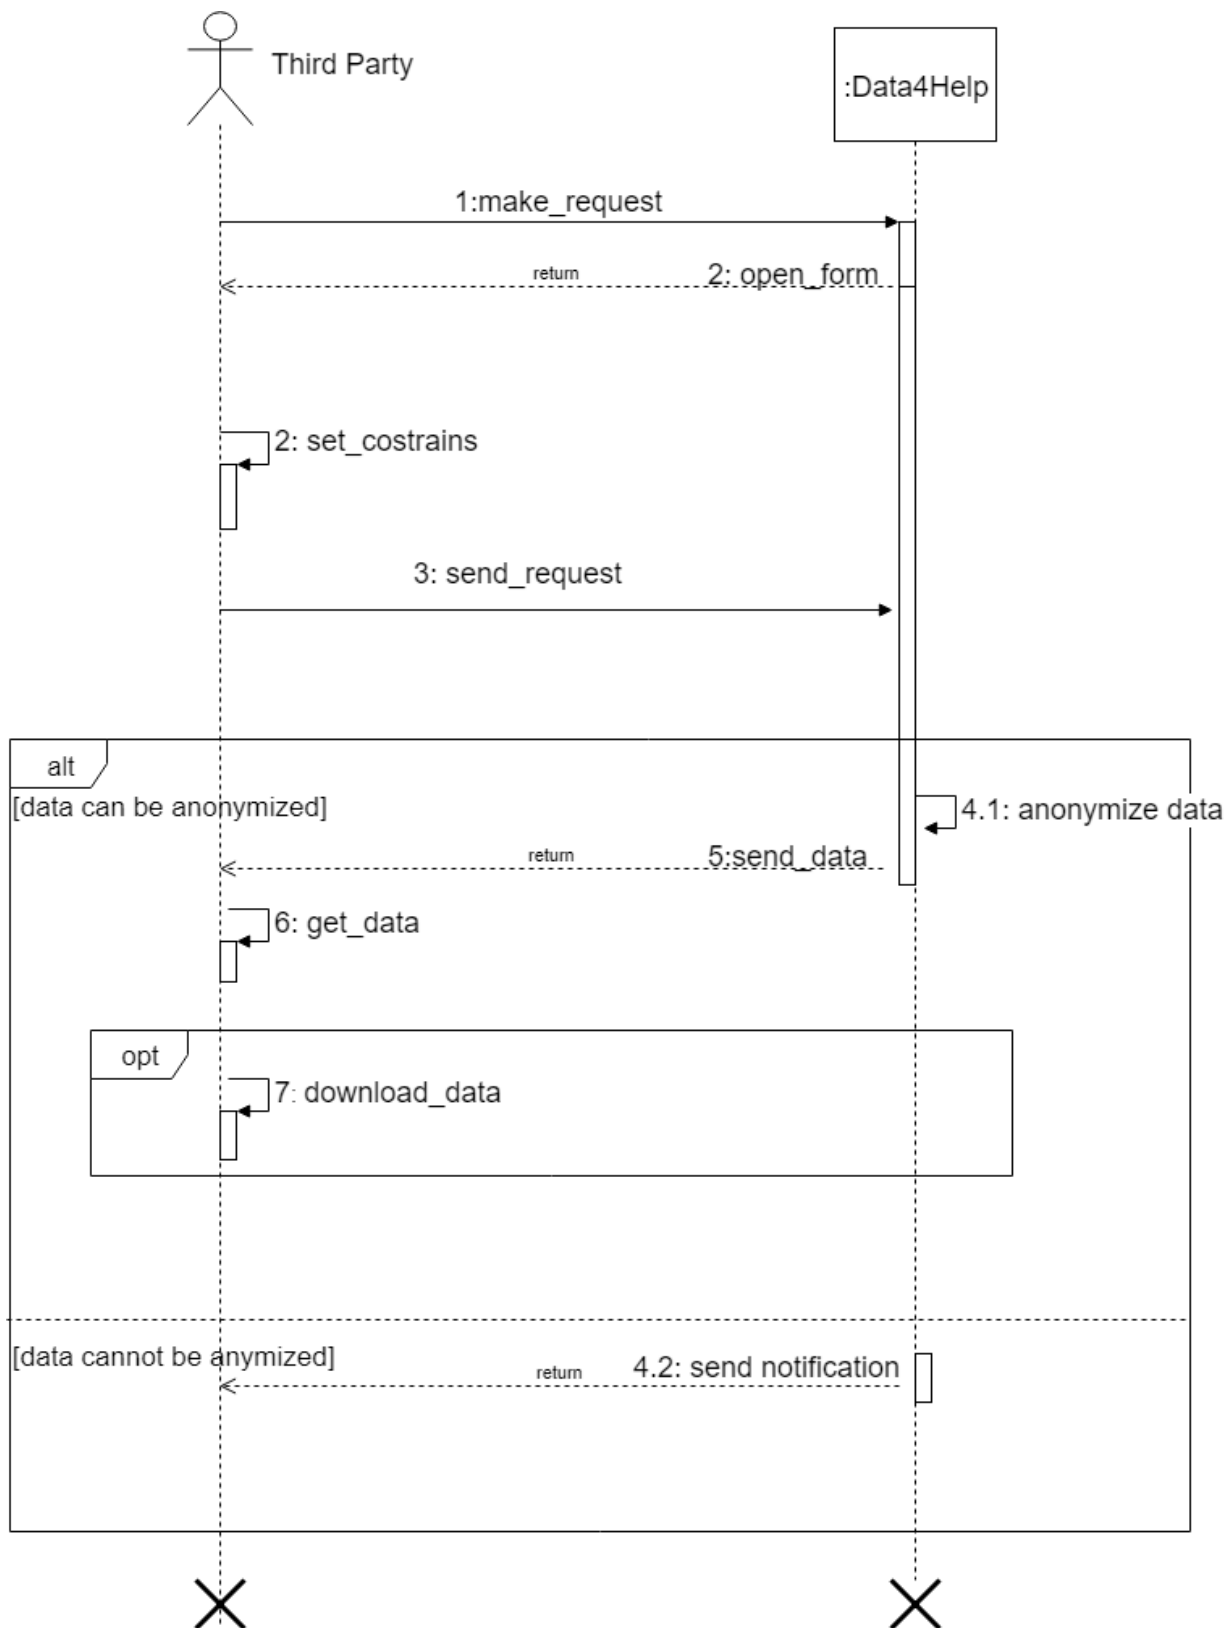 Third Party
:Data4Help
1:make_request
return
2: open_form
2: set_costrains
3: send_request
alt
[data can be anonymized]
4.1: anonymize data
return
5:send_data
6: get_data
opt
7: download_data
[data cannot be anymized]
return
4.2: send notification